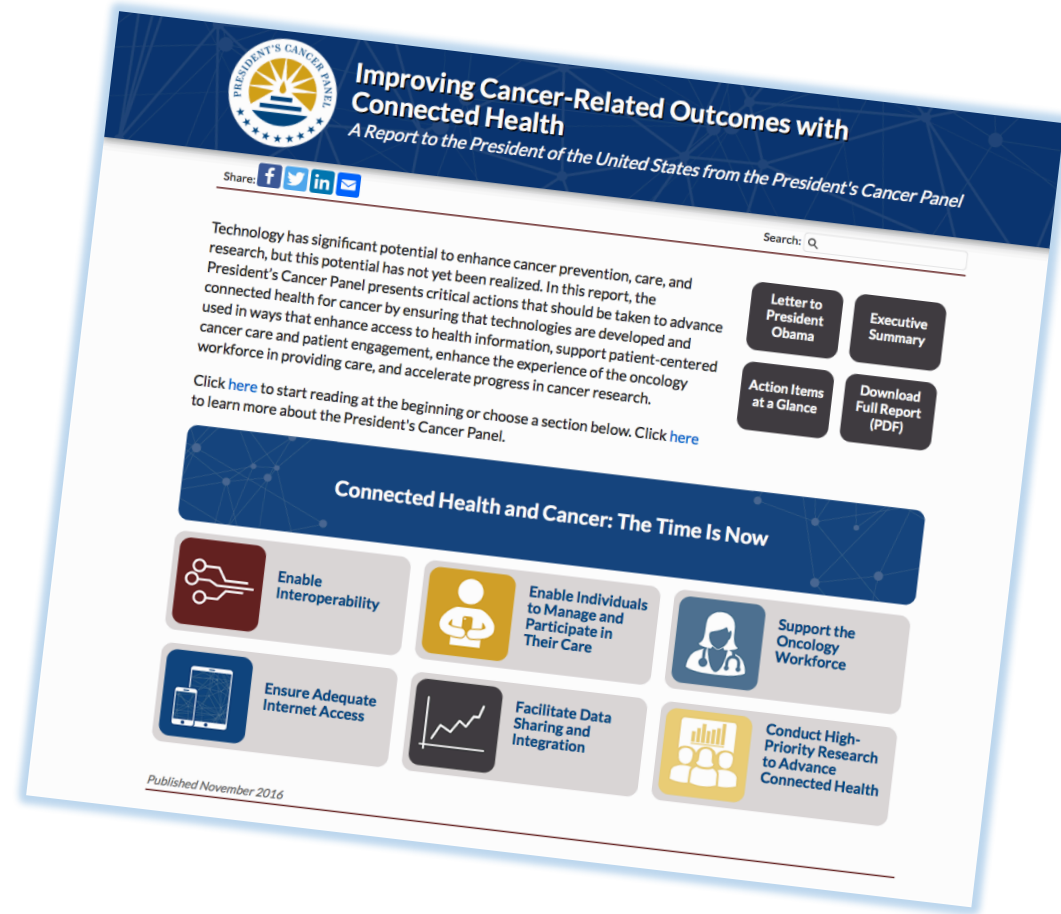 PRESIDENT'S CANCER PANEL
Improving Cancer-Related Outcomes with
Connected Health
A Report to the President of the United States from the President's Cancer Panel
Share:
Search:
Technology has significant potential to enhance cancer prevention, care, and
research, but this potential has not yet been realized. In this report, the
President's Cancer Panel presents critical actions that should be taken to advance
connected health for cancer by ensuring that technologies are developed and
used in ways that enhance access to health information, support patient-centered
cancer care and patient engagement, enhance the experience of the oncology
workforce in providing care, and accelerate progress in cancer research.
Click here to start reading at the beginning or choose a section below. Click here
to learn more about the President's Cancer Panel.
Letter to
President
Obama
Executive
Summary
Action Items
at a Glance
Download
Full Report
(PDF)
Connected Health and Cancer: The Time Is Now
Enable
Interoperability
Enable Individuals
to Manage and
Participate in
Their Care
Support the
Oncology
Workforce
Ensure Adequate
Internet Access
Facilitate Data
Sharing and
Integration
Conduct High-
Priority Research
to Advance
Connected Health
Published November 2016